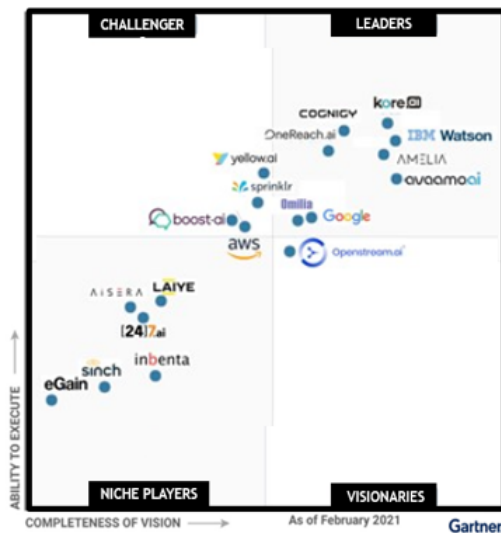 CHALLENGER
LEADERS
kore.ai
COGNIGY
OneReach.ai
IBM Watson
AMELIA
yellow.ai
avaamoai
sprinklr
Omilia
Google
boost.ai
aws
Openstream.ai
AiSERA
LAIYE
[24]7.ai
inbenta
sinch
eGain
ABILITY TO EXECUTE
NICHE PLAYERS
VISIONARIES
COMPLETENESS OF VISION
As of February 2021
Gartner